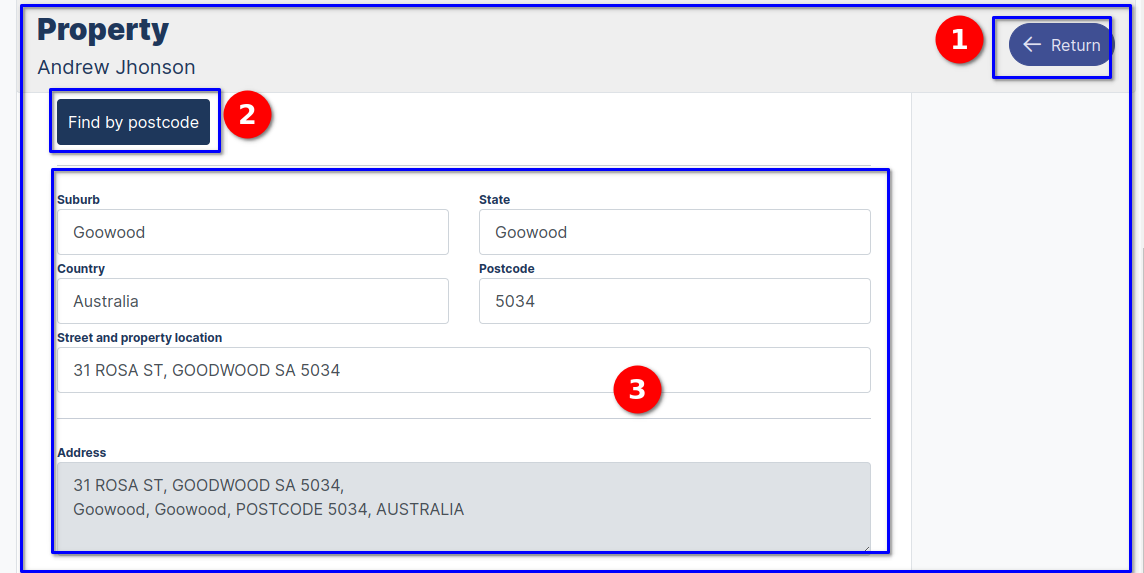 Property
Andrew Jhonson
1
Return
Find by postcode
2
Suburb
State
Goowood
Goowood
Country
Postcode
Australia
5034
Street and property location
31 ROSA ST, GOODWOOD SA 5034
3
Address
31 ROSA ST, GOODWOOD SA 5034,
Goowood, Goowood, POSTCODE 5034, AUSTRALIA